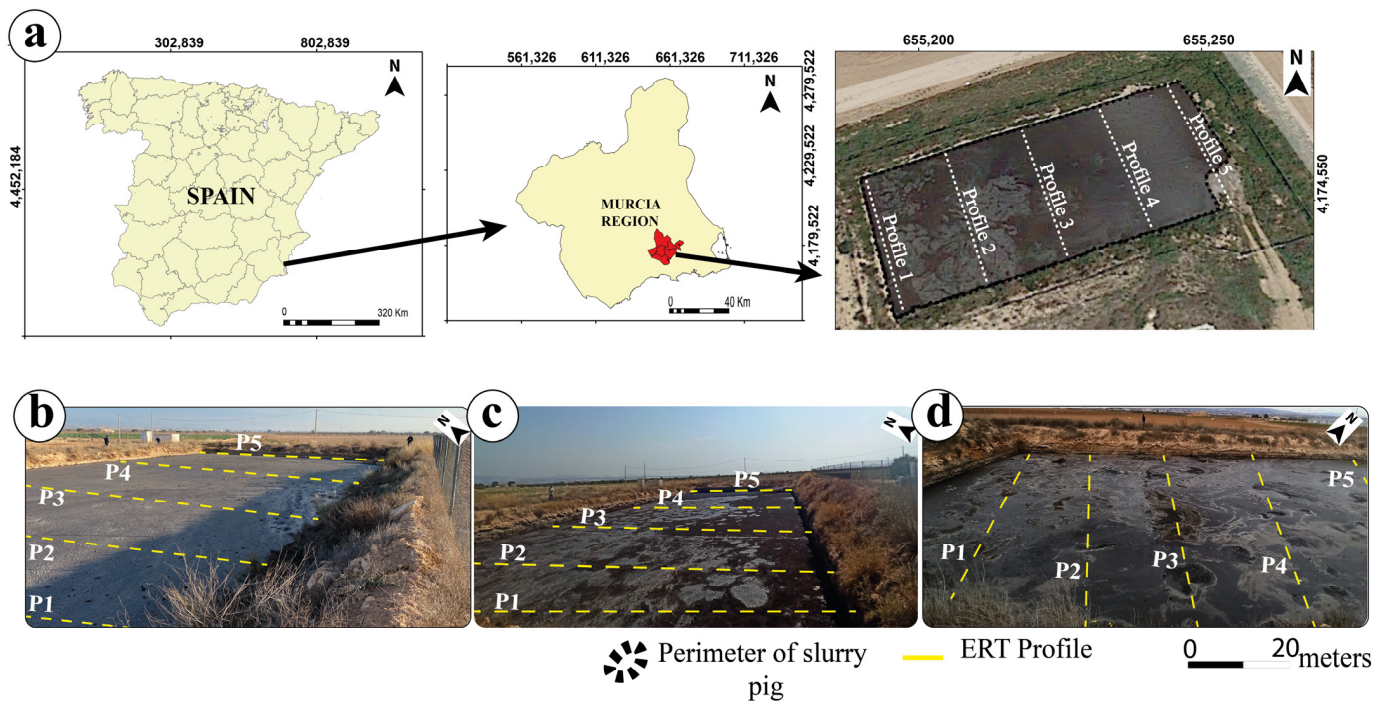 a
302,839 802,839
4,452,184
N
SPAIN
0 320 Km
561,326 611,326 661,326 711,326
4,279,522
4,229,522
4,179,522
N
MURCIA
REGION
0 40 Km
655,200 655,250
4,174,550
N
Profile 1
Profile 2
Profile 3
Profile 4
Profile 5
b
N
P5
P4
P3
P2
P1
c
N
P5
P4
P3
P2
P1
d
N
P5
P1
P2
P3
P4
Perimeter of slurry
pig
ERT Profile
0 20
meters